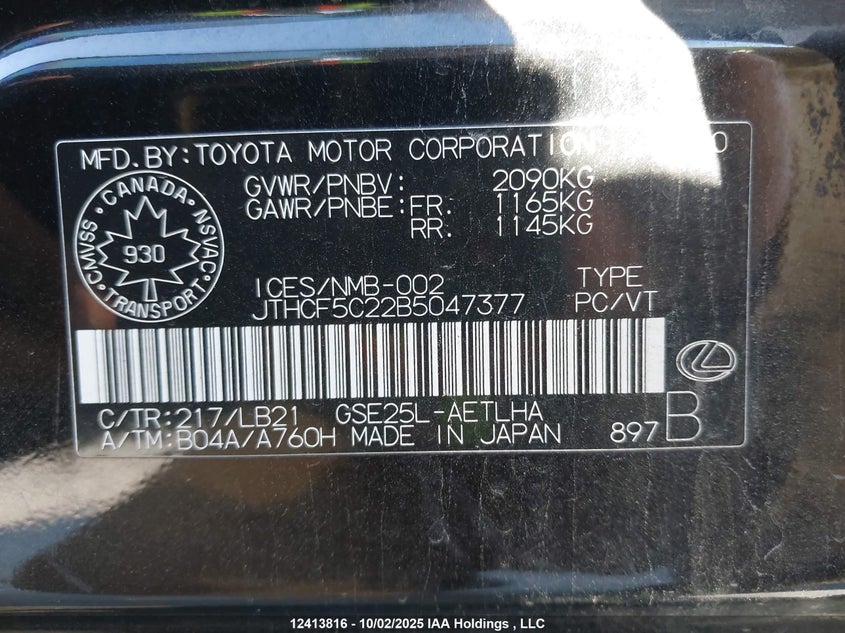 MFD.BY:TOYOTA MOTOR CORPORATION
GVWR/PNBV: 2090KG
GAWR/PNBE:FR. 1165KG
RR. 1145KG
CANADA
CMVSS NSVAC
930
TRANSPORT
ICES/NMB-002 TYPE
JTHCF5C22B5047377 PC/VT
C/TR:217/LB21 GSE25L-AETLHA
A/TM:B04A/A760H MADE IN JAPAN 897 B
12413816 - 10/02/2025 IAA Holdings , LLC